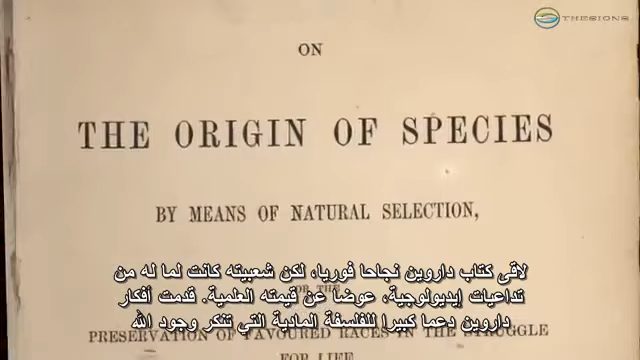 THESIONS
ON
THE ORIGIN OF SPECIES
BY MEANS OF NATURAL SELECTION,
لاقى كتاب داروين نجاحا فوريا، لكن شعبيته كانت لما له من
تداعيات إيديولوجية، عوضا عن قيمته العلمية. قدمت أفكار
داروين دعما كبيرا للفلسفة المادية التي تنكر وجود الله
OR THE
PRESERVATION OF FAVOURED RACES IN THE STRUGGLE
FOR LIFE